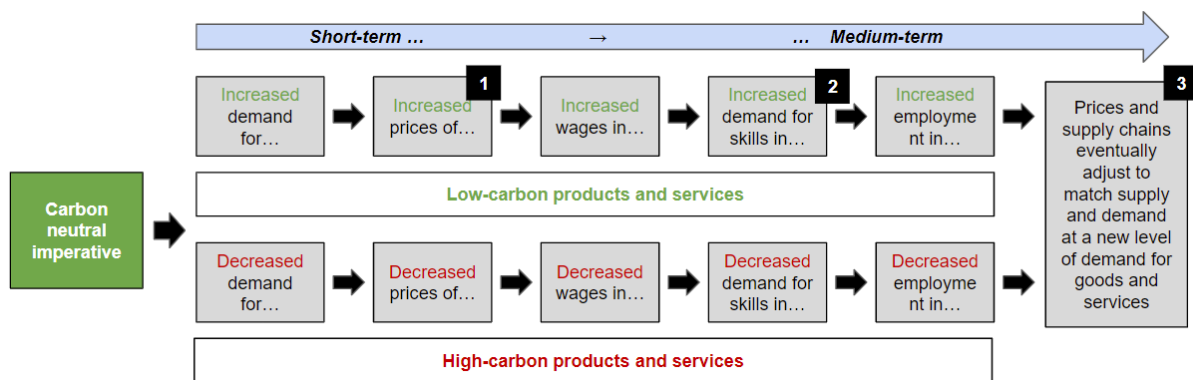 Short-term … → … Medium-term
1
2
3
Increased
demand
for…
Increased
prices of…
Increased
wages in…
Increased
demand for
skills in…
Increased
employme
nt in…
Prices and
supply chains
eventually
adjust to
match supply
and demand
at a new level
of demand for
goods and
services
Low-carbon products and services
Carbon
neutral
imperative
Decreased
demand
for…
Decreased
prices of…
Decreased
wages in…
Decreased
demand for
skills in…
Decreased
employme
nt in…
High-carbon products and services